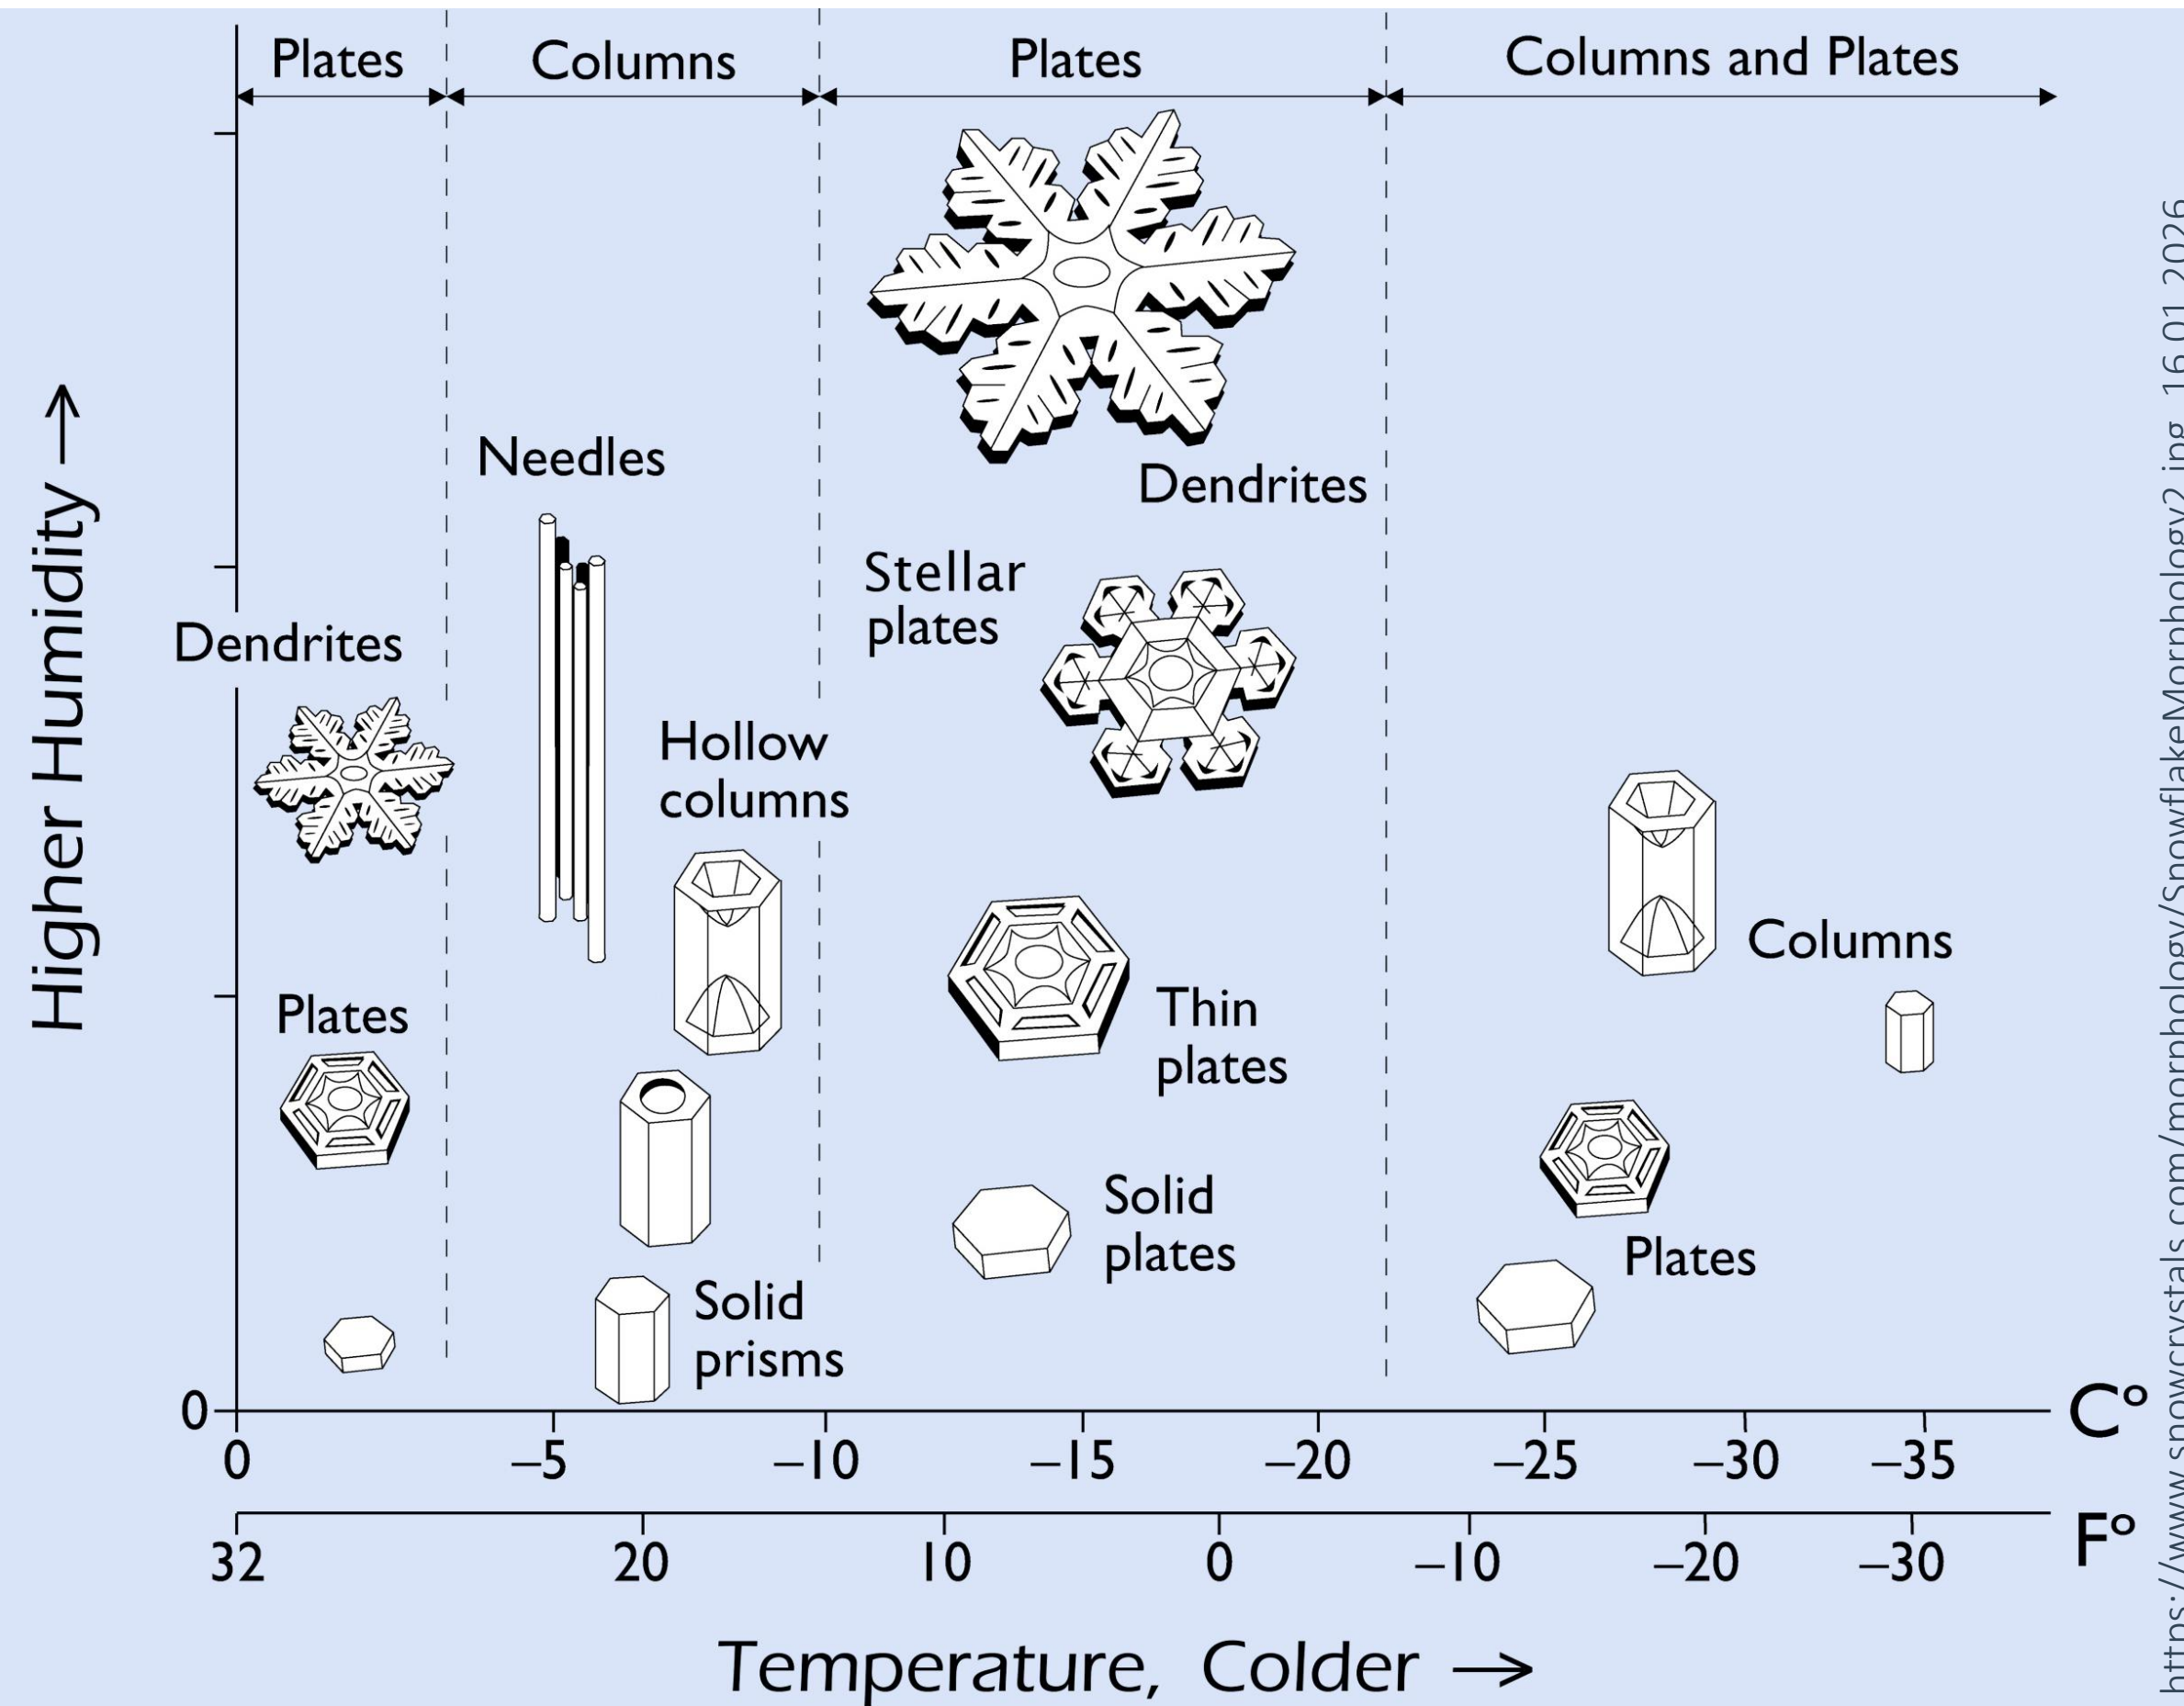 Plates
Columns
Plates
Columns and Plates
Higher Humidity →
Needles
Dendrites
Stellar
plates
Dendrites
Hollow
columns
Columns
Plates
Thin
plates
Solid
plates
Plates
Solid
prisms
0
C°
0
–5
–10
–15
–20
–25
–30
–35
F°
32
20
10
0
–10
–20
–30
Temperature, Colder →
https://www.snowcrystals.com/morphology/SnowflakeMorphology2.jpg 16.01.2026